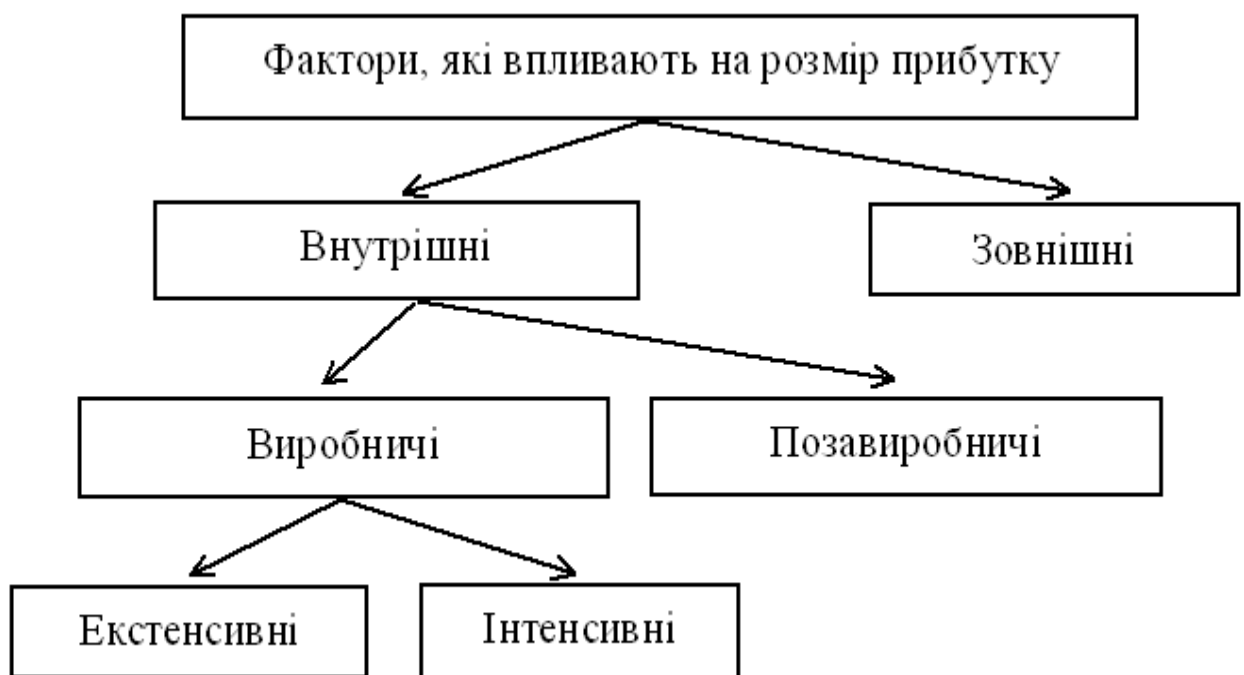 Фактори, які впливають на розмір прибутку
Внутрішні
Зовнішні
Виробничі
Позавиробничі
Екстенсивні
Інтенсивні